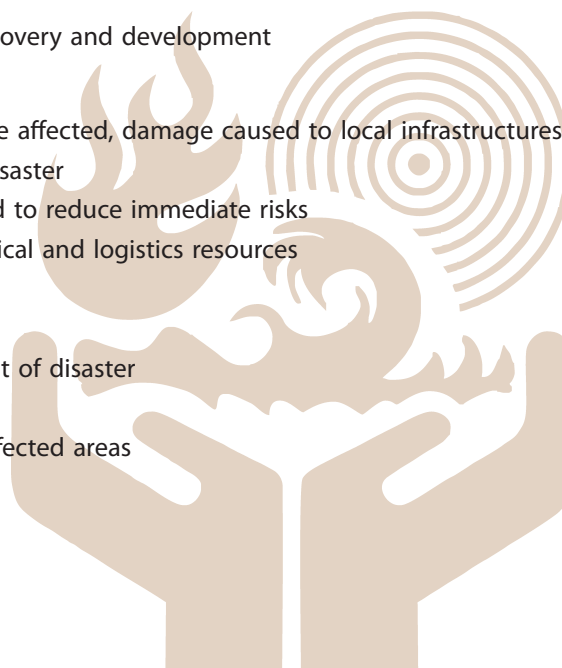 overy and development
e affected, damage caused to local infrastructures
saster
d to reduce immediate risks
ical and logistics resources
t of disaster
fected areas